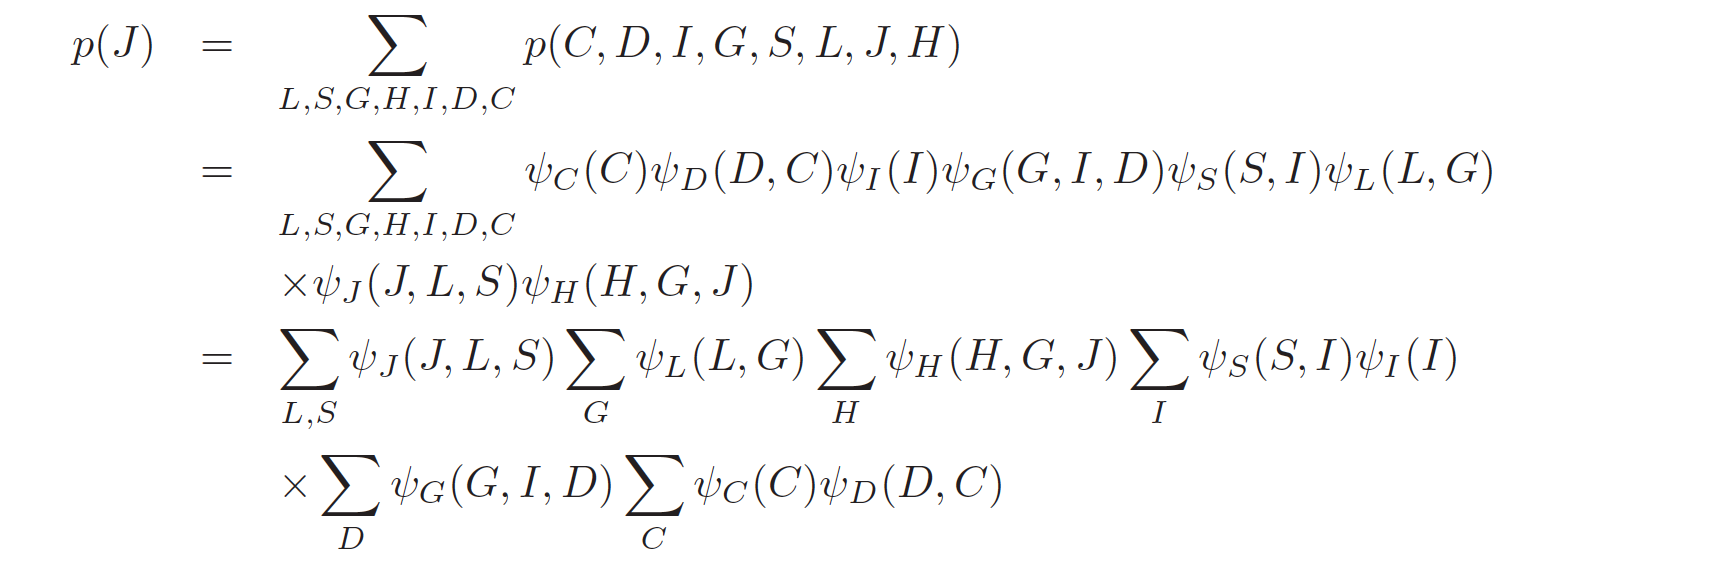 p(J) = ∑_{L,S,G,H,I,D,C} p(C, D, I, G, S, L, J, H)
= ∑_{L,S,G,H,I,D,C} ψ_C(C)ψ_D(D, C)ψ_I(I)ψ_G(G, I, D)ψ_S(S, I)ψ_L(L, G)
×ψ_J(J, L, S)ψ_H(H, G, J)
= ∑_{L,S} ψ_J(J, L, S) ∑_G ψ_L(L, G) ∑_H ψ_H(H, G, J) ∑_I ψ_S(S, I)ψ_I(I)
× ∑_D ψ_G(G, I, D) ∑_C ψ_C(C)ψ_D(D, C)